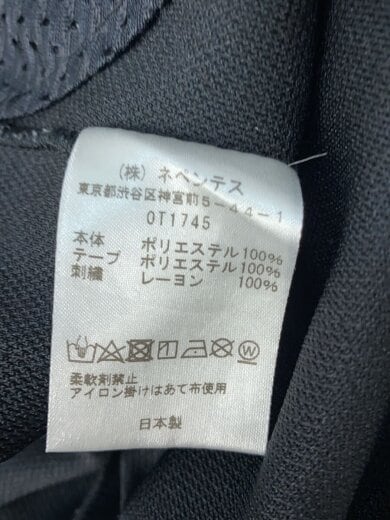 (株) ネペンテス
東京都渋谷区神宮前5-44-1
OT1745
本体 ポリエステル100%
テープ ポリエステル100%
刺繍 レーヨン 100%
柔軟剤禁止
アイロン掛けはあて布使用
日本製